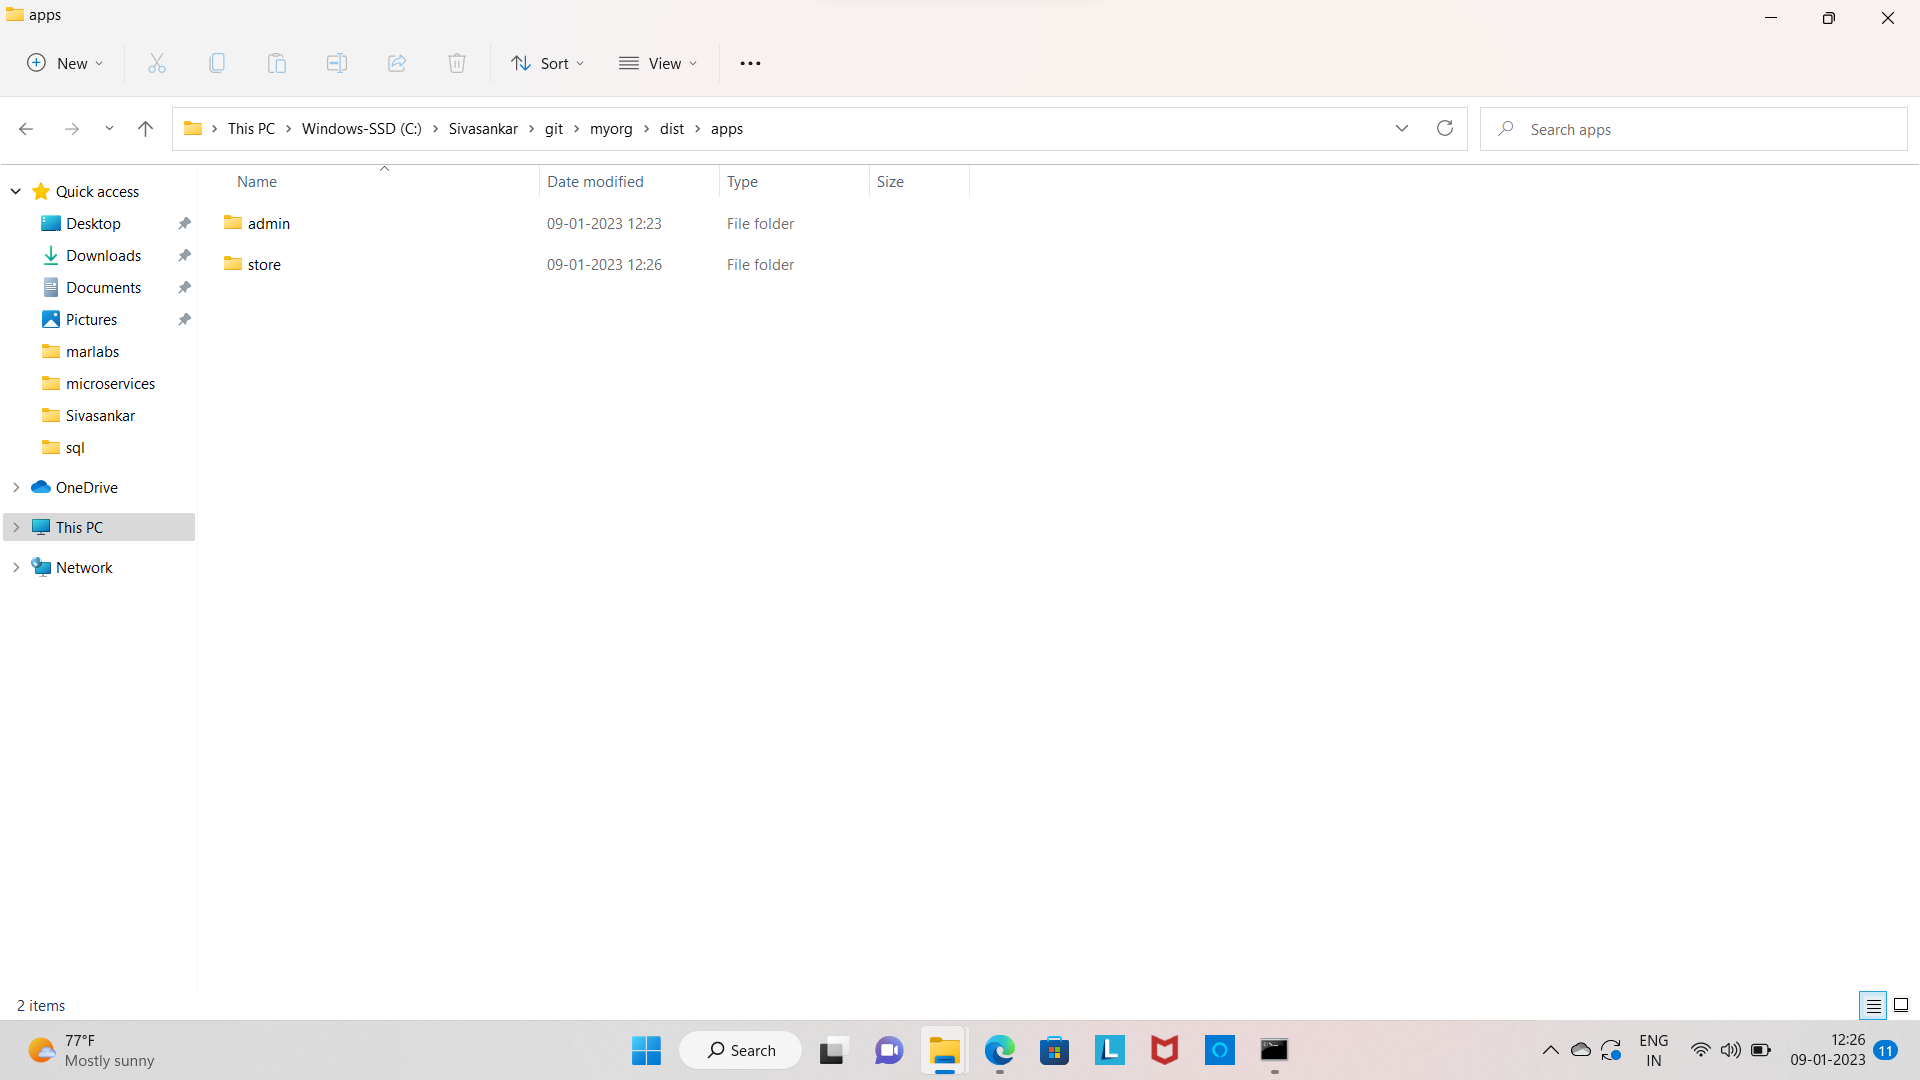 apps
New
Sort
View
This PC
Windows-SSD (C:)
Sivasankar
git
myorg
dist
apps
Search apps
Name
Date modified
Type
Size
Quick access
Desktop
Downloads
Documents
Pictures
marlabs
microservices
Sivasankar
sql
OneDrive
This PC
Network
admin 09-01-2023 12:23 File folder
store 09-01-2023 12:26 File folder
2 items
77°F
Mostly sunny
Search
L
ENG
IN
12:26
09-01-2023
11